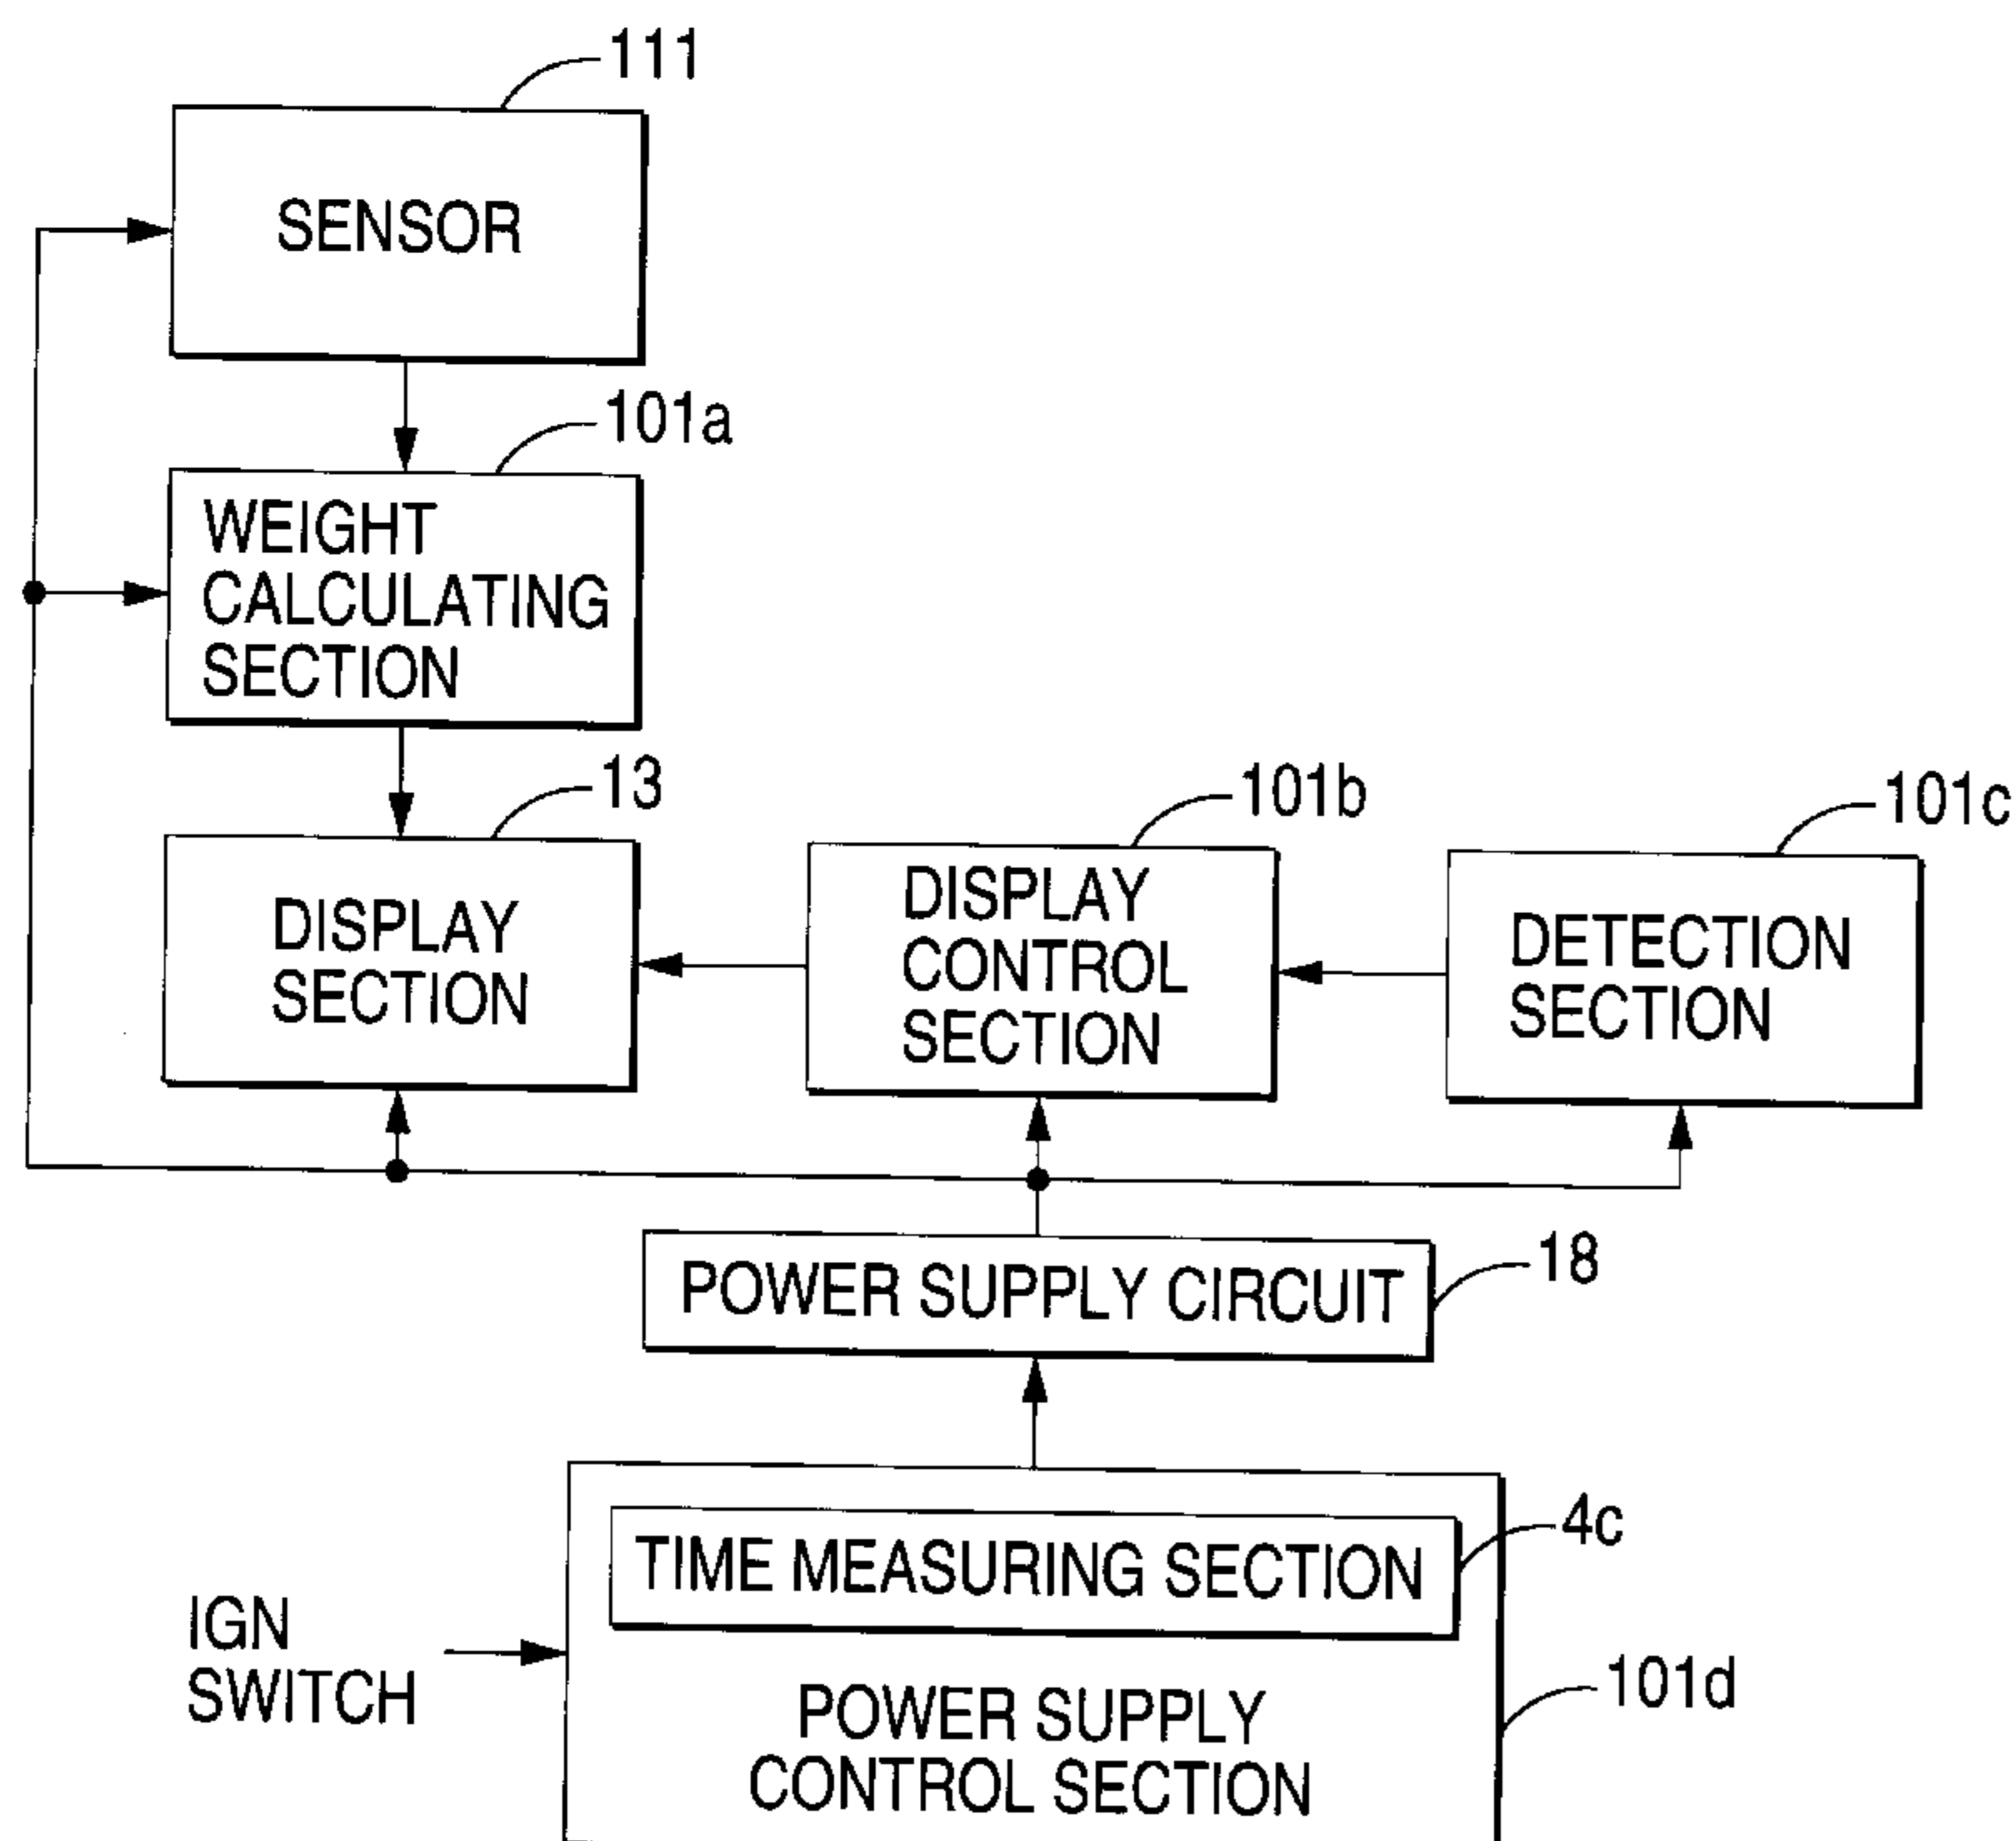 111
SENSOR
101a
WEIGHT
CALCULATING
SECTION
13
DISPLAY
SECTION
101b
DISPLAY
CONTROL
SECTION
101c
DETECTION
SECTION
POWER SUPPLY CIRCUIT
18
TIME MEASURING SECTION
4c
IGN
SWITCH
POWER SUPPLY
CONTROL SECTION
101d